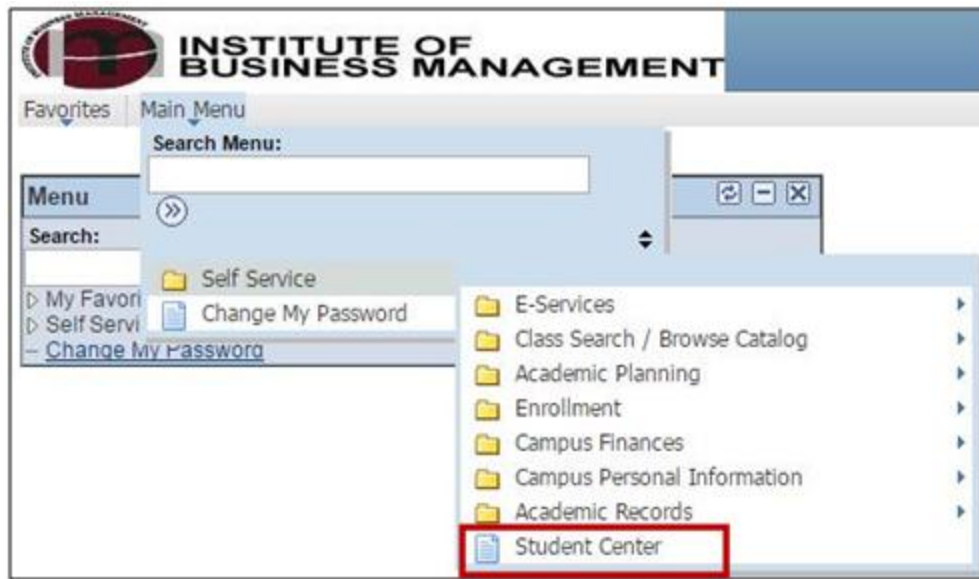 INSTITUTE OF
BUSINESS MANAGEMENT
Favorites
Main Menu
Search Menu:
Menu
Search:
Self Service
Change My Password
My Favori
Self Servi
Change My Password
E-Services
Class Search / Browse Catalog
Academic Planning
Enrollment
Campus Finances
Campus Personal Information
Academic Records
Student Center